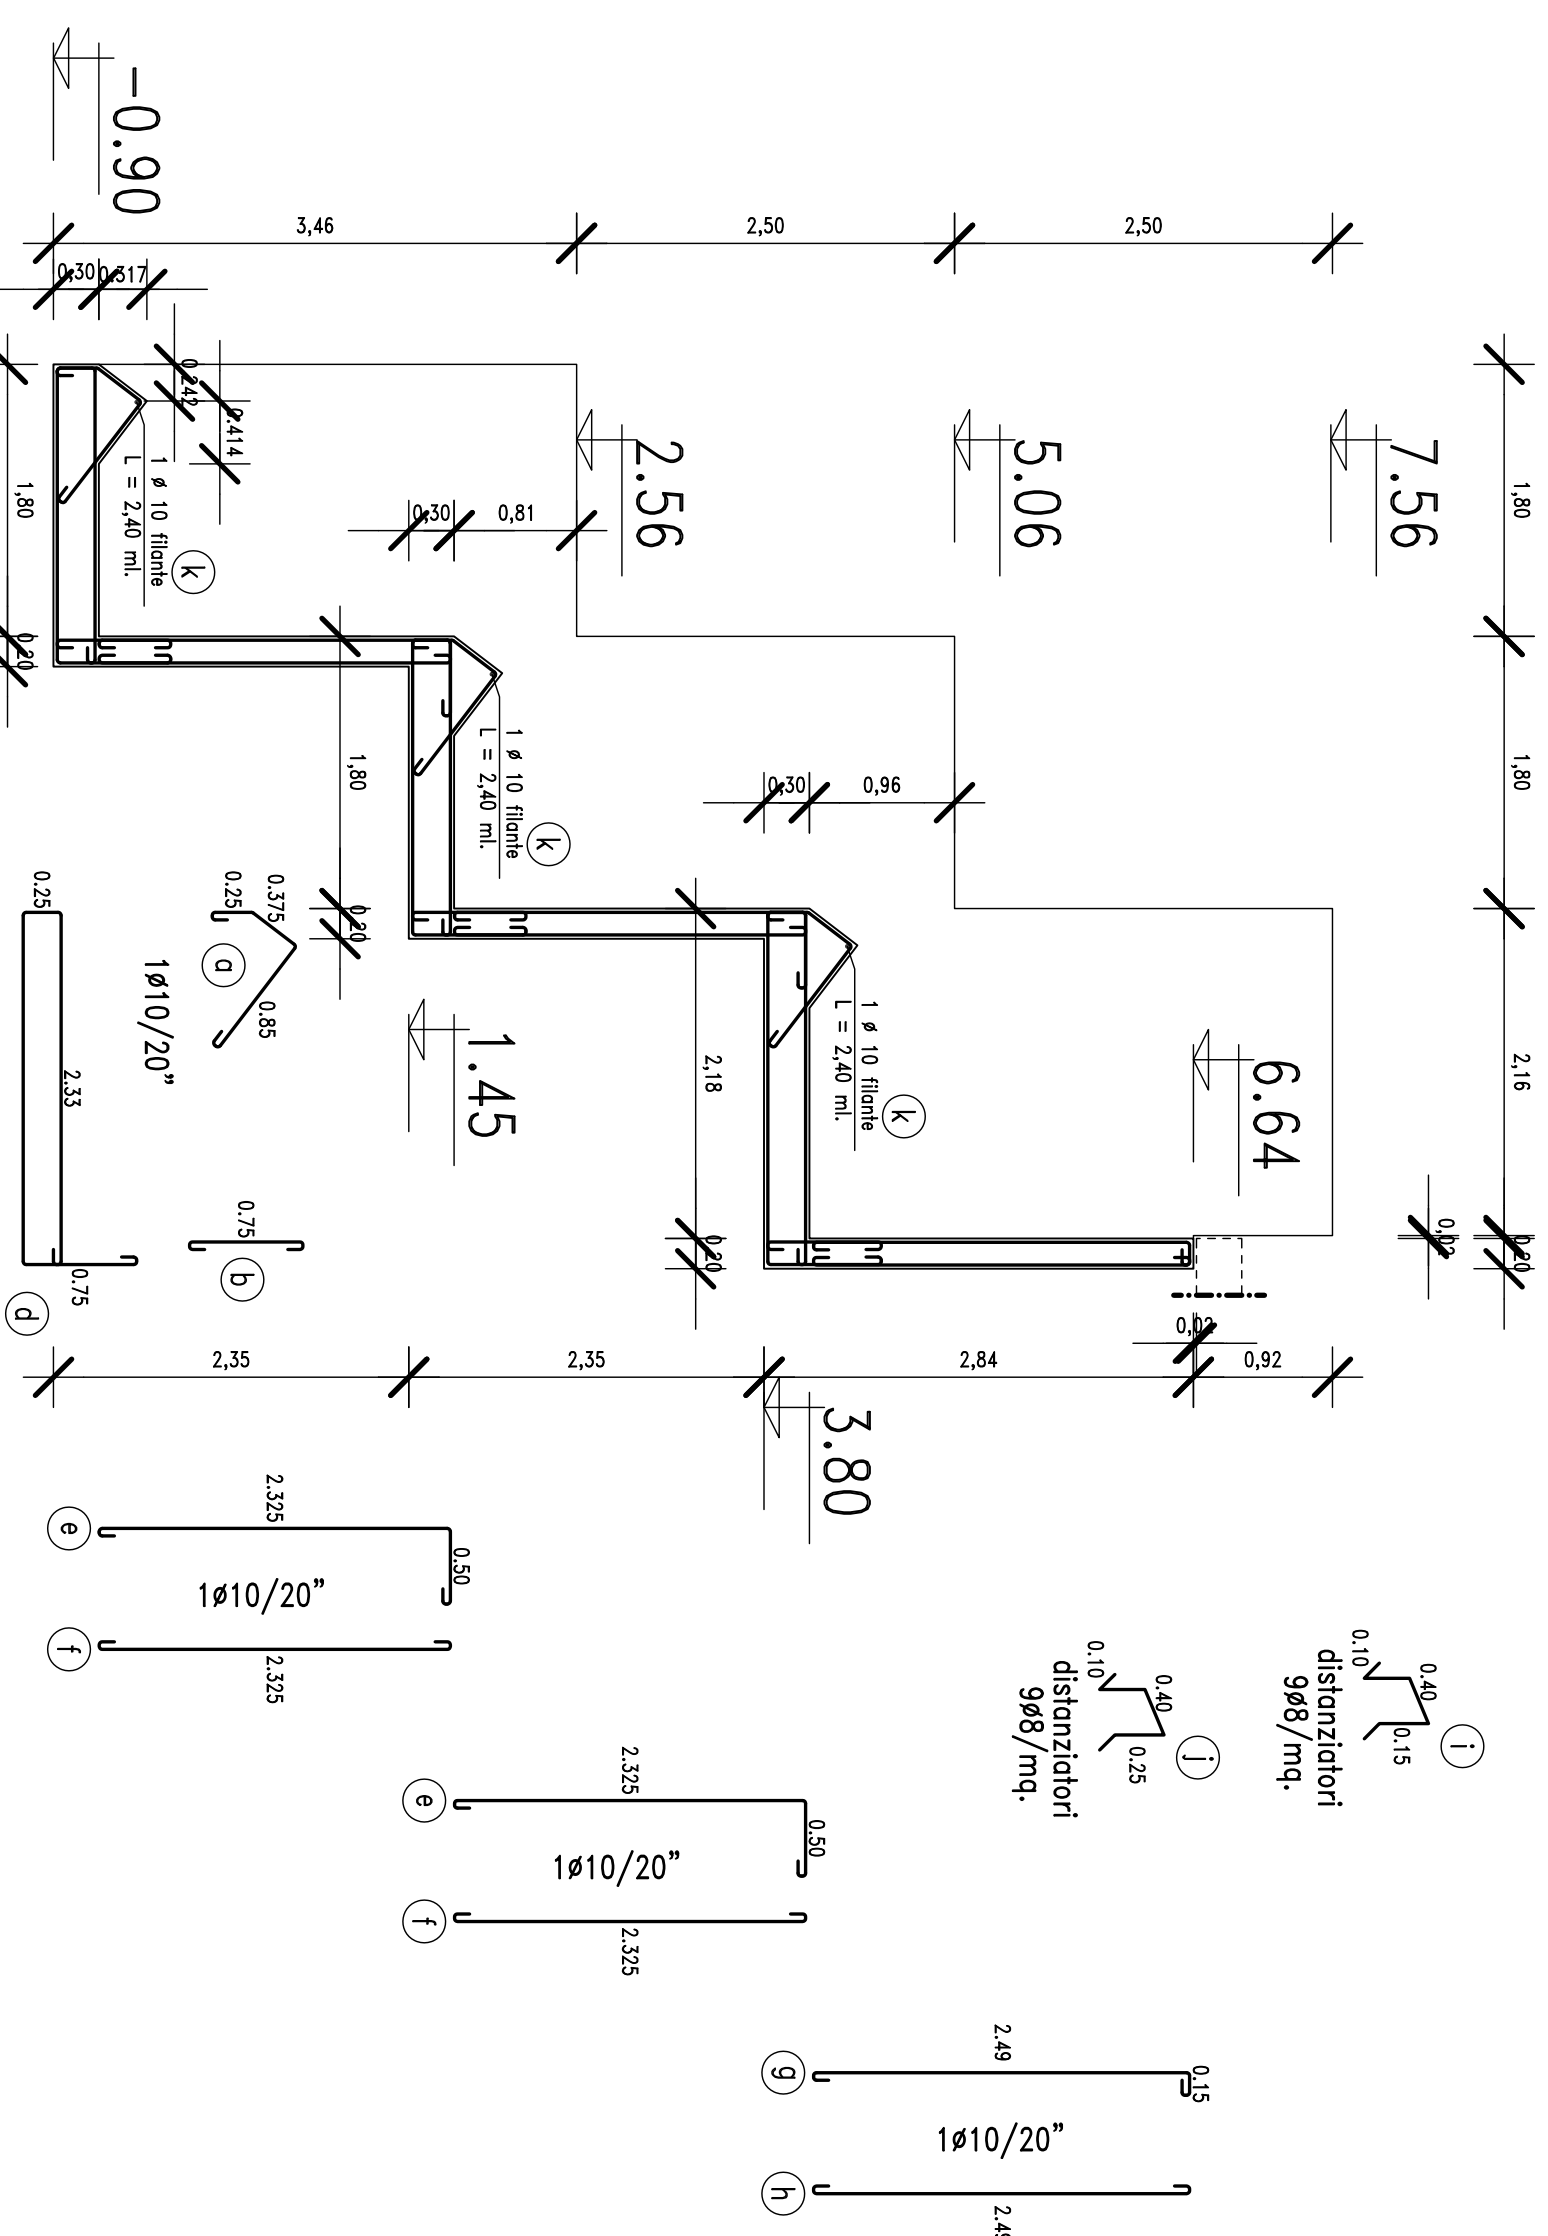 -0.90
3,46
2,50
2,50
0,30
0.317
0.242
0.414
1,80
1,80
2,16
0,20
0,02
2.56
5.06
7.56
0,30
0,81
1 ø 10 filante
L = 2,40 ml.
k
1,80
0,20
1,80
0,20
0,30
0,96
1 ø 10 filante
L = 2,40 ml.
k
2,18
0,20
1 ø 10 filante
L = 2,40 ml.
k
1.45
6.64
0.25
0.375
0.85
a
1ø10/20”
0.25
2.33
0.75
d
0.75
b
0,02
2,35
2,35
2,84
0,92
3.80
2.325
0.50
e
1ø10/20”
f
2.325
0.10
0.40
0.15
i
distanziatori
9ø8/mq.
0.10
0.40
0.25
j
distanziatori
9ø8/mq.
2.325
0.50
e
1ø10/20”
f
2.325
2.49
0.15
g
1ø10/20”
h